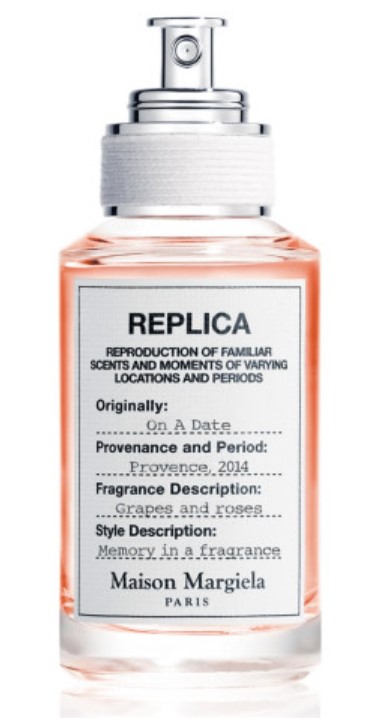 REPLICA
REPRODUCTION OF FAMILIAR
SCENTS AND MOMENTS OF VARYING
LOCATIONS AND PERIODS
Originally:
On A Date
Provenance and Period:
Provence, 2014
Fragrance Description:
Grapes and roses
Style Description:
Memory in a fragrance
Maison Margiela
PARIS